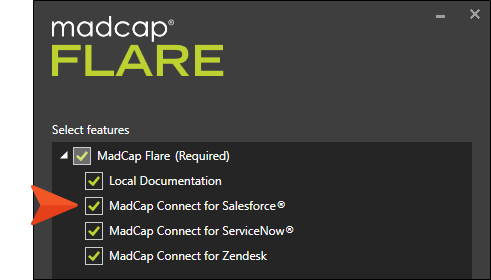 madcap®
FLARE
Select features
MadCap Flare (Required)
Local Documentation
MadCap Connect for Salesforce®
MadCap Connect for ServiceNow®
MadCap Connect for Zendesk